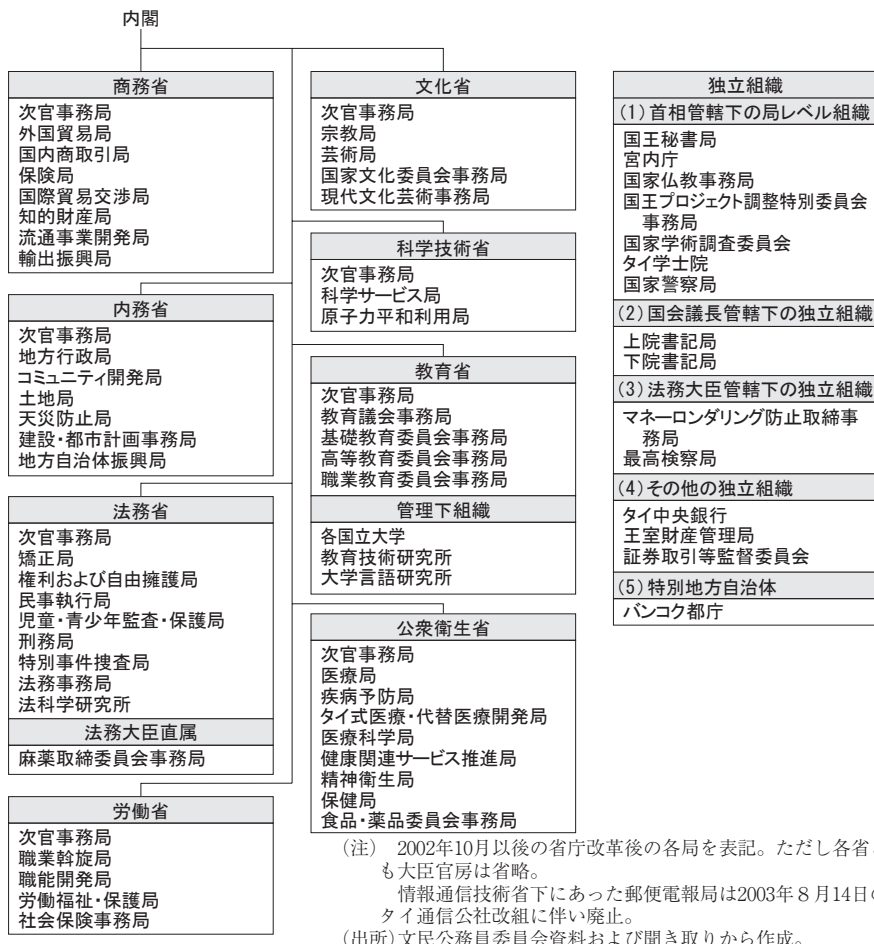 内閣
商務省
次官事務局
外国貿易局
国内商取引局
保険局
国際貿易交渉局
知的財産局
流通事業開発局
輸出振興局
内務省
次官事務局
地方行政局
コミュニティ開発局
土地局
天災防止局
建設・都市計画事務局
地方自治体振興局
法務省
次官事務局
矯正局
権利および自由擁護局
民事執行局
児童・青少年監査・保護局
刑務局
特別事件捜査局
法務事務局
法科学研究所
法務大臣直属
麻薬取締委員会事務局
労働省
次官事務局
職業斡旋局
職能開発局
労働福祉・保護局
社会保険事務局
文化省
次官事務局
宗教局
芸術局
国家文化委員会事務局
現代文化芸術事務局
科学技術省
次官事務局
科学サービス局
原子力平和利用局
教育省
次官事務局
教育議会事務局
基礎教育委員会事務局
高等教育委員会事務局
職業教育委員会事務局
管理下組織
各国立大学
教育技術研究所
大学言語研究所
公衆衛生省
次官事務局
医療局
疾病予防局
タイ式医療・代替医療開発局
医療科学局
健康関連サービス推進局
精神衛生局
保健局
食品・薬品委員会事務局
独立組織
(1)首相管轄下の局レベル組織
国王秘書局
宮内庁
国家仏教事務局
国王プロジェクト調整特別委員会
事務局
国家学術調査委員会
タイ学士院
国家警察局
(2)国会議長管轄下の独立組織
上院書記局
下院書記局
(3)法務大臣管轄下の独立組織
マネーロンダリング防止取締事
務局
最高検察局
(4)その他の独立組織
タイ中央銀行
王室財産管理局
証券取引等監督委員会
(5)特別地方自治体
バンコク都庁
(注) 2002年10月以後の省庁改革後の各局を表記。ただし各省
も大臣官房は省略。
情報通信技術省下にあった郵便電報局は2003年8月14日
タイ通信公社改組に伴い廃止。
(出所)文民公務員委員会資料および聞き取りから作成。